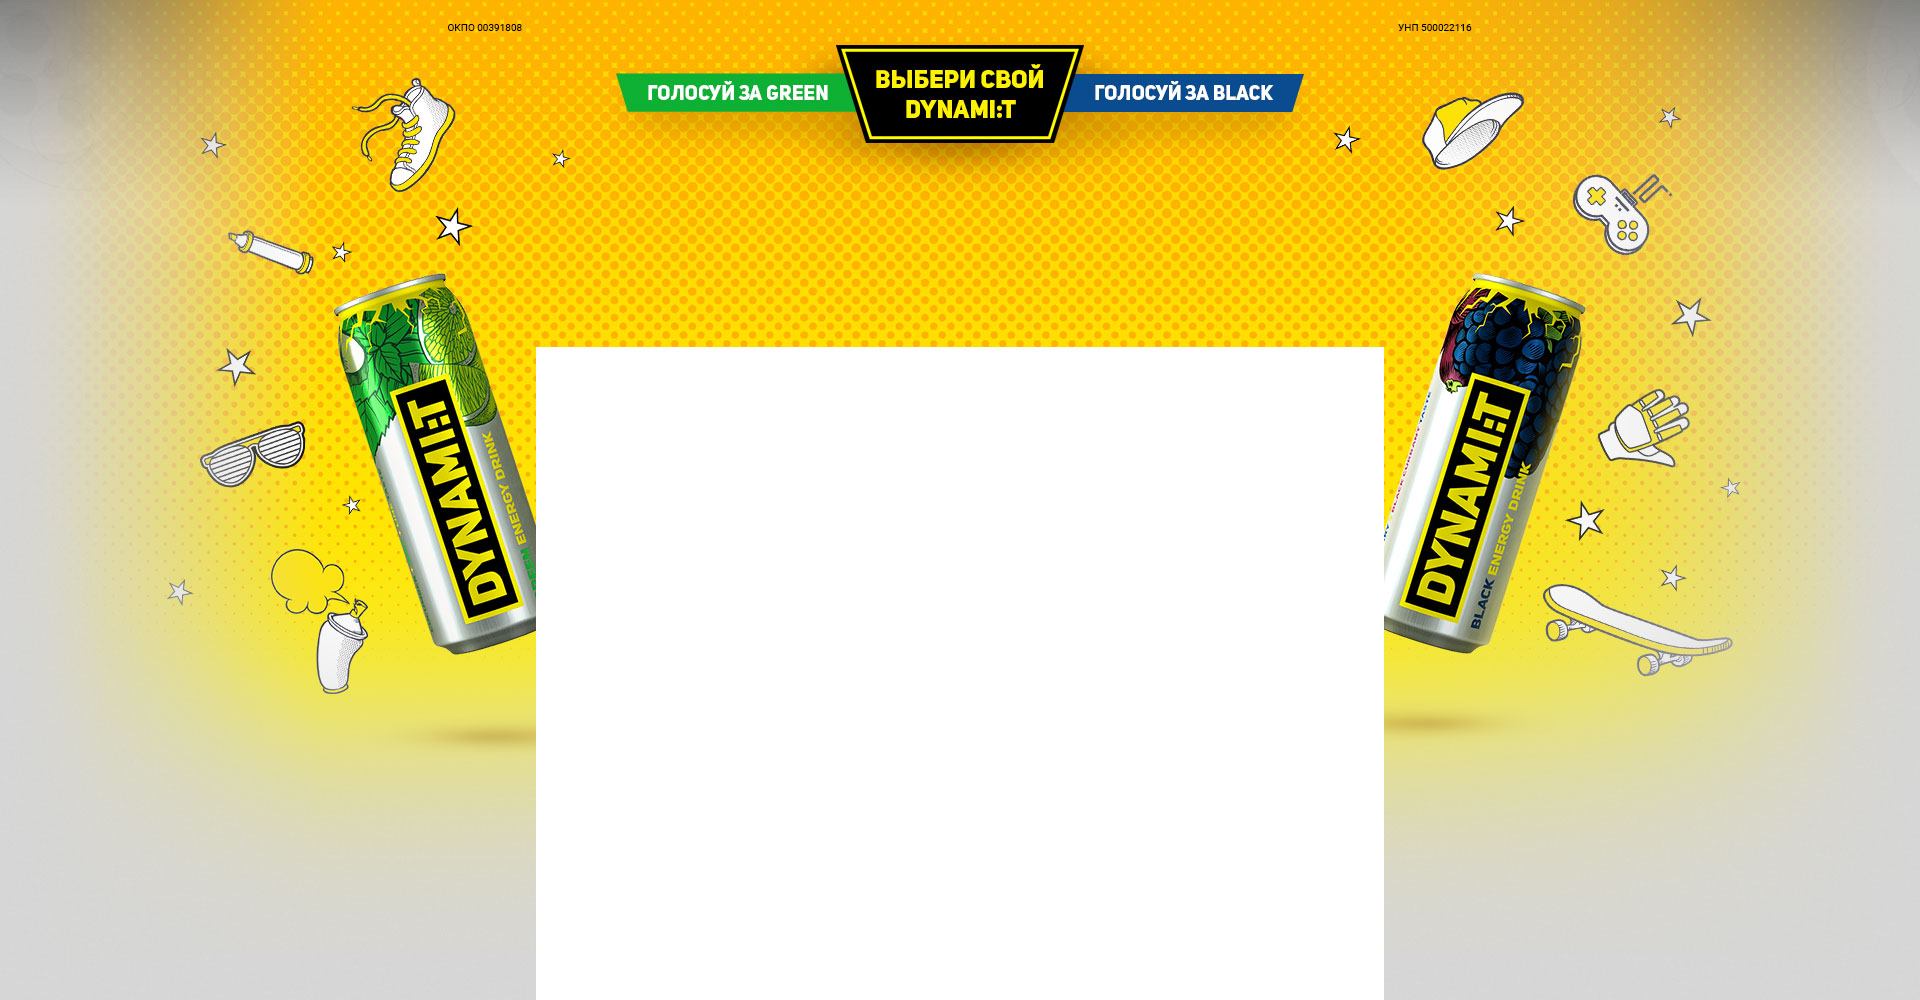 ОКПО 00391808
УНП 500022116
ГОЛОСУЙ ЗА GREEN
ВЫБЕРИ СВОЙ
DYNAMI:T
ГОЛОСУЙ ЗА BLACK
DYNAMI:T
ENERGY DRINK
DYNAMI:T
BLACK ENERGY DRINK